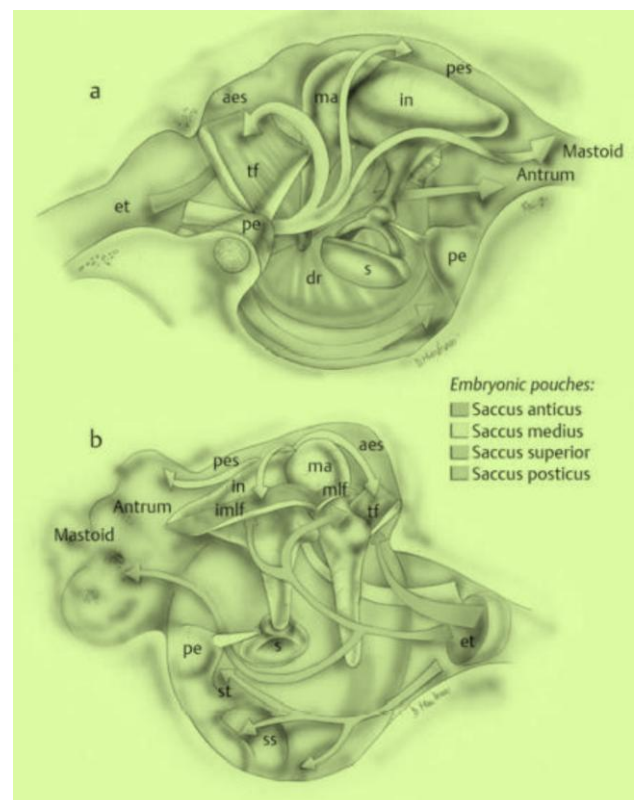 a
aes
ma
in
pes
Mastoid
Antrum
tf
et
pe
dr
s
pe
Embryonic pouches:
Saccus anticus
Saccus medius
Saccus superior
Saccus posticus
b
pes
aes
ma
in
mlf
Antrum
imlf
tf
Mastoid
pe
s
et
st
ss